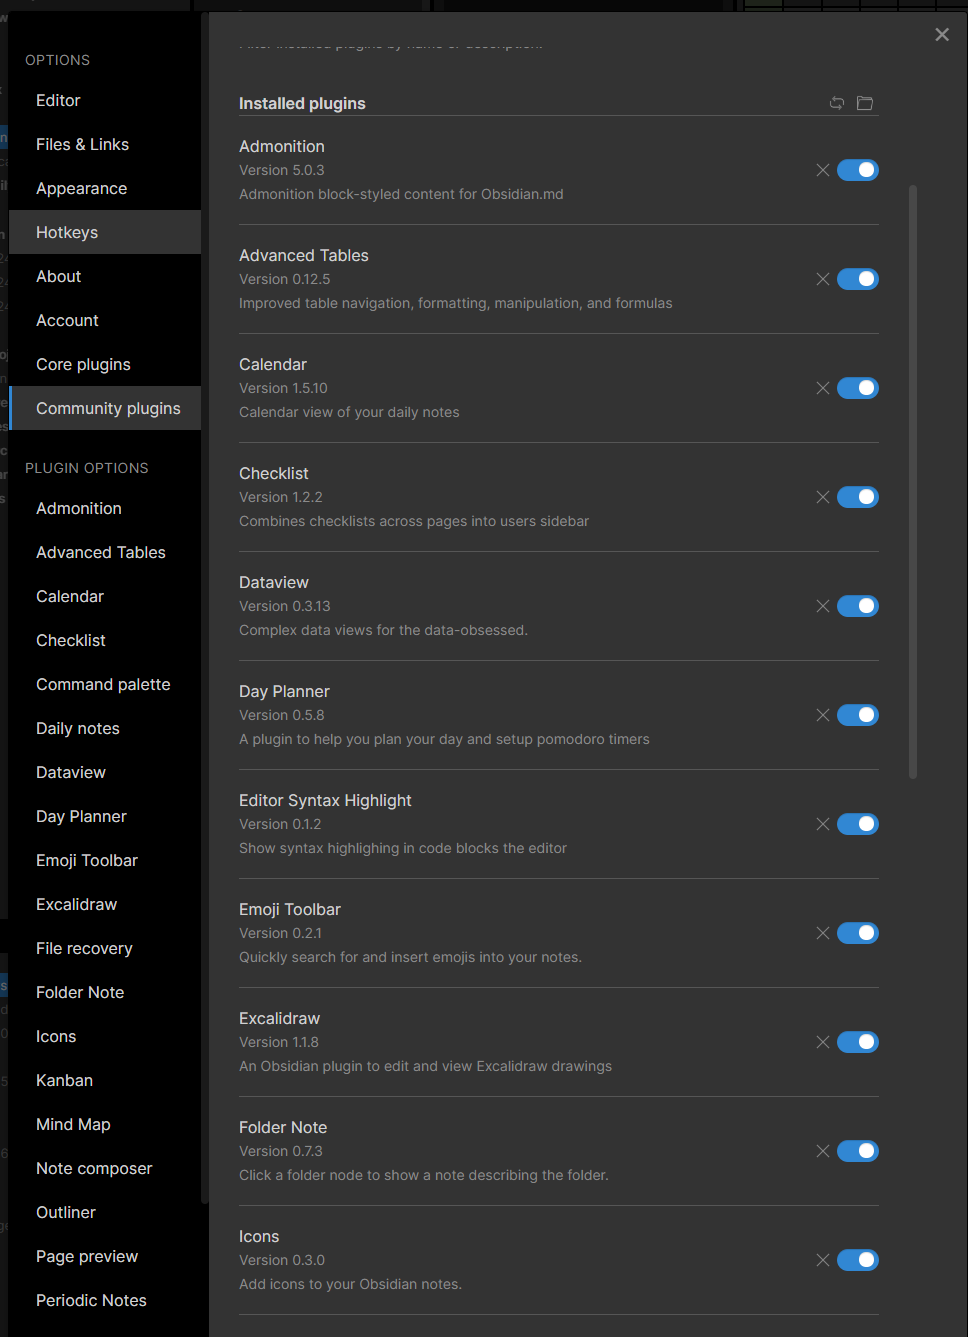 OPTIONS
Editor
Files & Links
Appearance
Hotkeys
About
Account
Core plugins
Community plugins
PLUGIN OPTIONS
Admonition
Advanced Tables
Calendar
Checklist
Command palette
Daily notes
Dataview
Day Planner
Emoji Toolbar
Excalidraw
File recovery
Folder Note
Icons
Kanban
Mind Map
Note composer
Outliner
Page preview
Periodic Notes
Installed plugins
Admonition
Version 5.0.3
Admonition block-styled content for Obsidian.md
Advanced Tables
Version 0.12.5
Improved table navigation, formatting, manipulation, and formulas
Calendar
Version 1.5.10
Calendar view of your daily notes
Checklist
Version 1.2.2
Combines checklists across pages into users sidebar
Dataview
Version 0.3.13
Complex data views for the data-obsessed.
Day Planner
Version 0.5.8
A plugin to help you plan your day and setup pomodoro timers
Editor Syntax Highlight
Version 0.1.2
Show syntax highlighing in code blocks the editor
Emoji Toolbar
Version 0.2.1
Quickly search for and insert emojis into your notes.
Excalidraw
Version 1.1.8
An Obsidian plugin to edit and view Excalidraw drawings
Folder Note
Version 0.7.3
Click a folder node to show a note describing the folder.
Icons
Version 0.3.0
Add icons to your Obsidian notes.